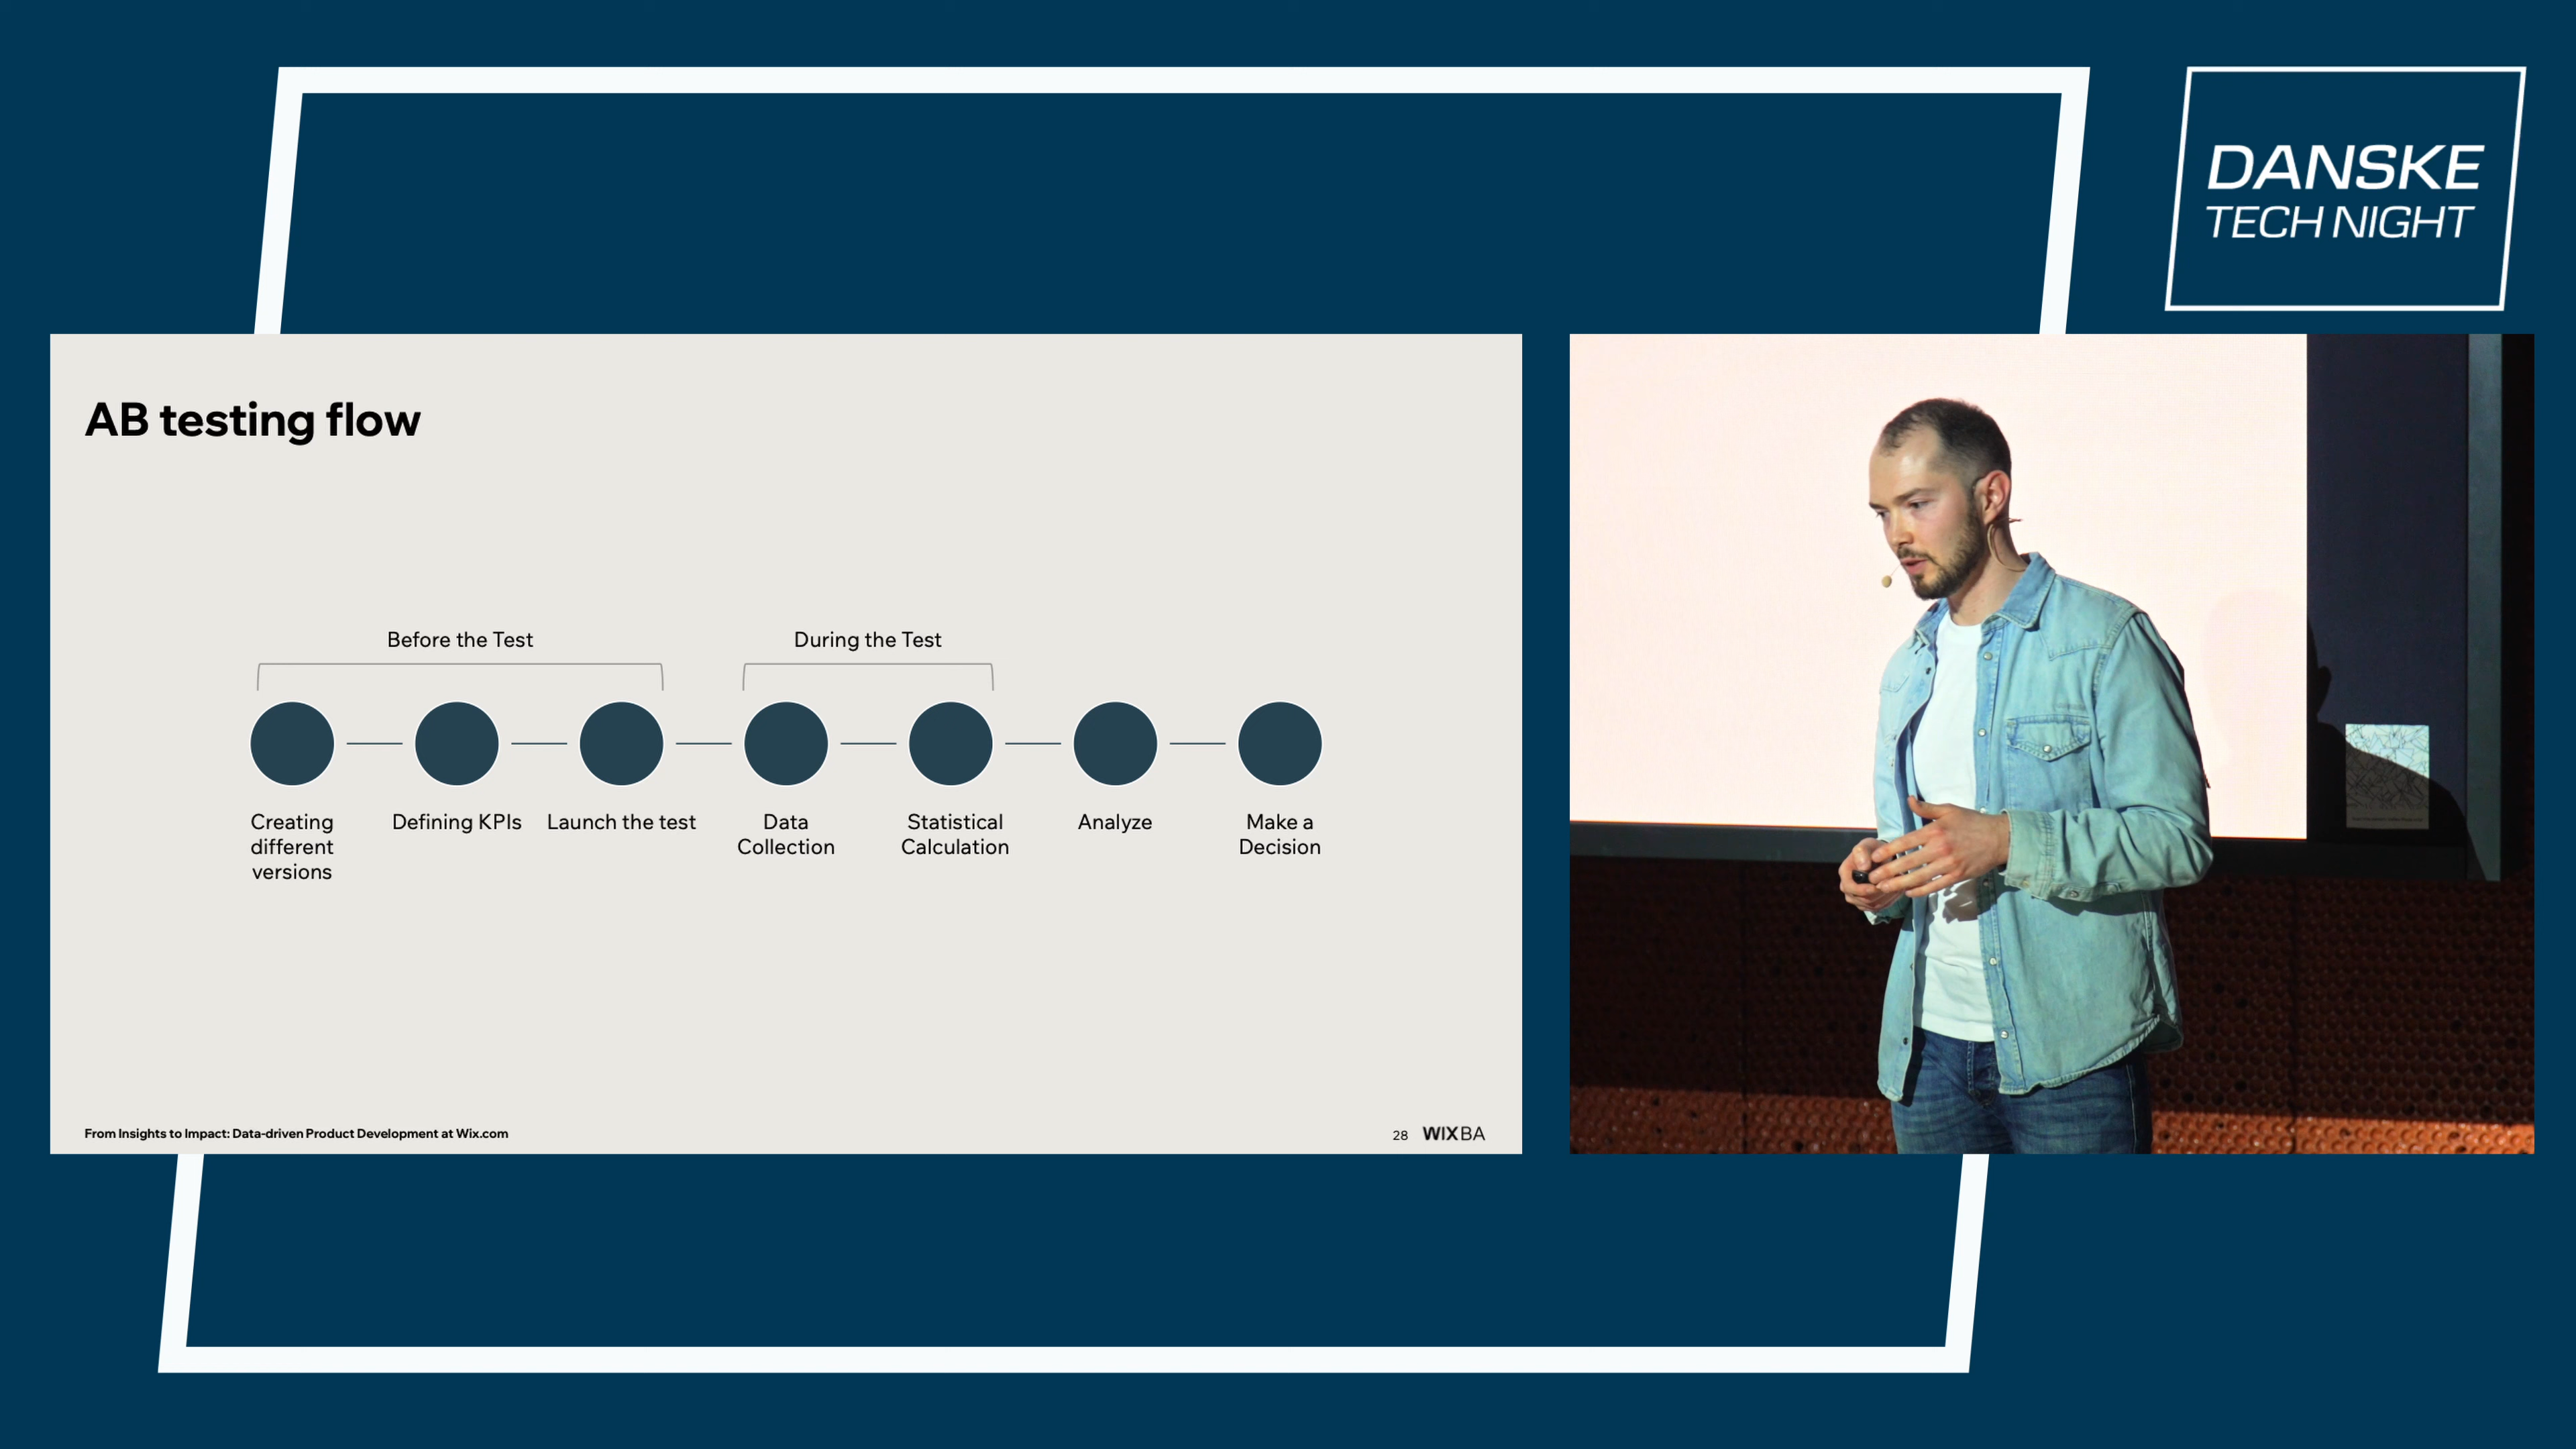 DANSKE
TECH NIGHT
AB testing flow
Before the Test
During the Test
Creating
different
versions
Defining KPIs
Launch the test
Data
Collection
Statistical
Calculation
Analyze
Make a
Decision
From Insights to Impact: Data-driven Product Development at Wix.com
28
WIXBA